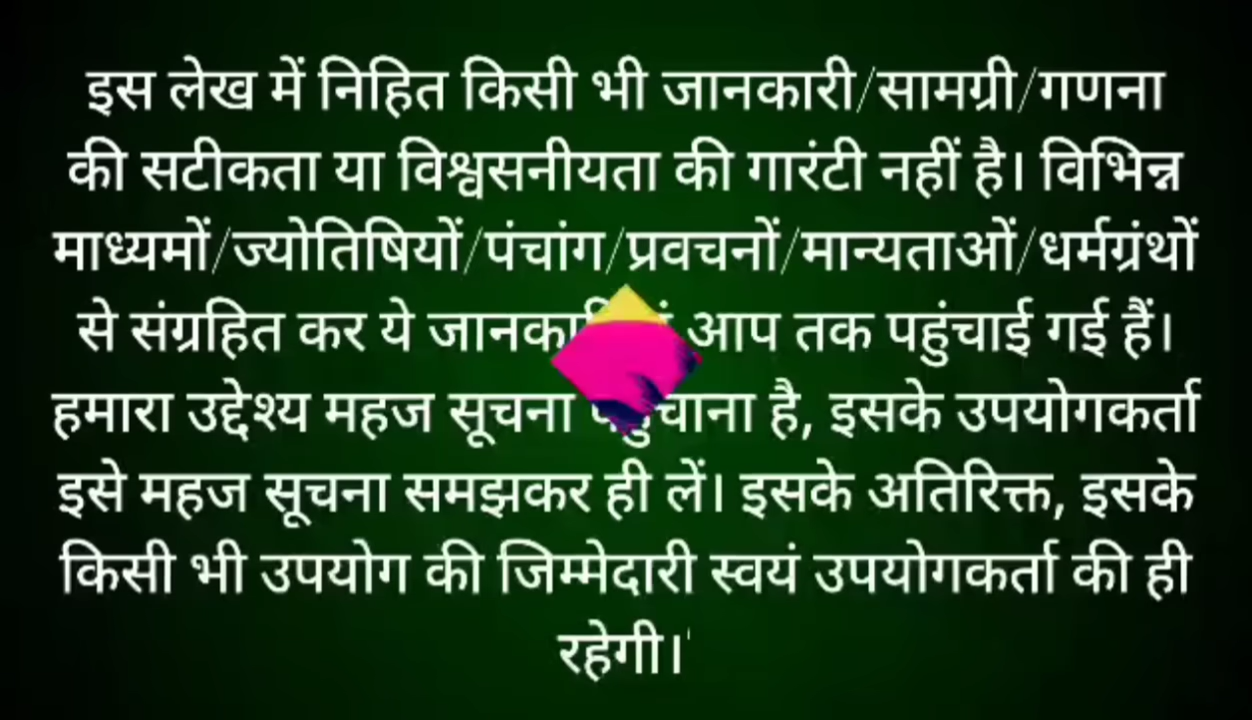 इस लेख में निहित किसी भी जानकारी/सामग्री/गणना
की सटीकता या विश्वसनीयता की गारंटी नहीं है। विभिन्न
माध्यमों/ज्योतिषियों/पंचांग/प्रवचनों/मान्यताओं/धर्मग्रंथों
से संग्रहित कर ये आप तक पहुंचाई गई हैं।
हमारा उद्देश्य महज सूचना है, इसके उपयोगकर्ता
इसे महज सूचना समझकर ही लें। इसके अतिरिक्त, इसके
किसी भी उपयोग की जिम्मेदारी स्वयं उपयोगकर्ता की ही
रहेगी।'